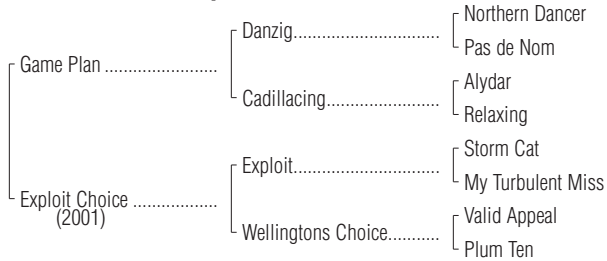 Northern Dancer
Danzig......................................
Pas de Nom
Game Plan .......................
Alydar
Cadillacing.............................
Relaxing
Storm Cat
Exploit......................................
My Turbulent Miss
Exploit Choice .................
(2001)
Valid Appeal
Wellingtons Choice...........
Plum Ten